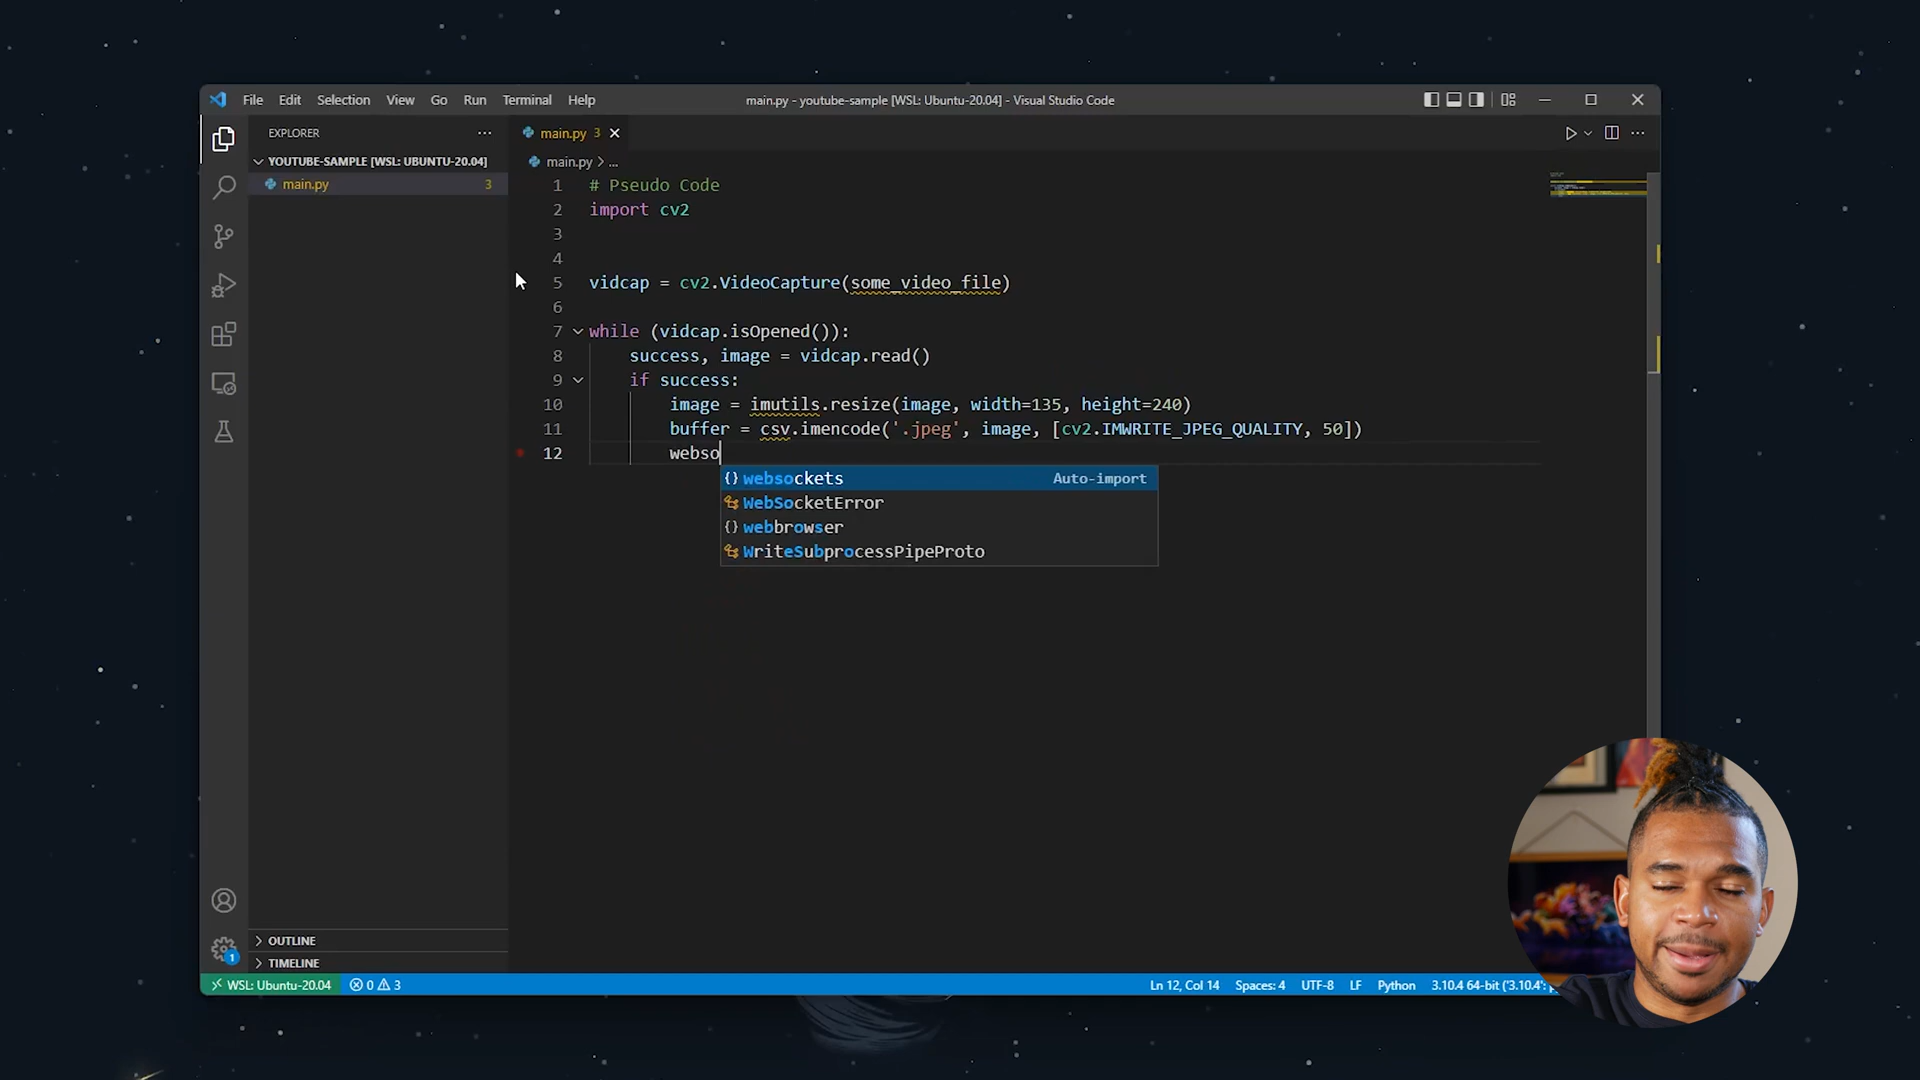 File Edit Selection View Go Run Terminal Help main.py - youtube-sample [WSL: Ubuntu-20.04] - Visual Studio Code
EXPLORER
YOUTUBE-SAMPLE [WSL: UBUNTU-20.04]
main.py 3
OUTLINE
TIMELINE
1
main.py 3
main.py > ...
1 # Pseudo Code
2 import cv2
3
4
5 vidcap = cv2.VideoCapture(some_video_file)
6
7 while (vidcap.isOpened()):
8 success, image = vidcap.read()
9 if success:
10 image = imutils.resize(image, width=135, height=240)
11 buffer = csv.imencode('.jpeg', image, [cv2.IMWRITE_JPEG_QUALITY, 50])
12 webso
websockets Auto-import
WebSocketError
webbrowser
WriteSubprocessPipeProto
WSL: Ubuntu-20.04 0 3 Ln 12, Col 14 Spaces: 4 UTF-8 LF Python 3.10.4 64-bit ('3.10.4':